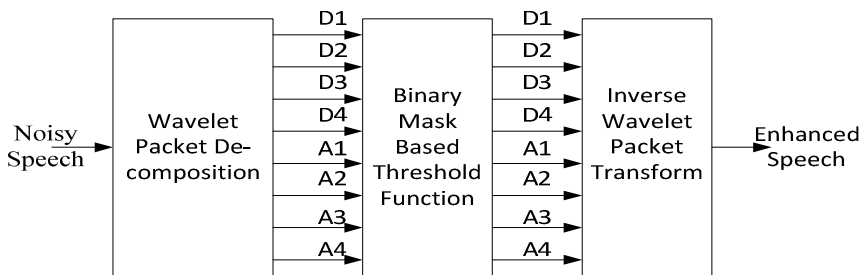 Noisy
Speech
Wavelet
Packet De-
composition
D1
D2
D3
D4
A1
A2
A3
A4
Binary
Mask
Based
Threshold
Function
D1
D2
D3
D4
A1
A2
A3
A4
Inverse
Wavelet
Packet
Transform
Enhanced
Speech